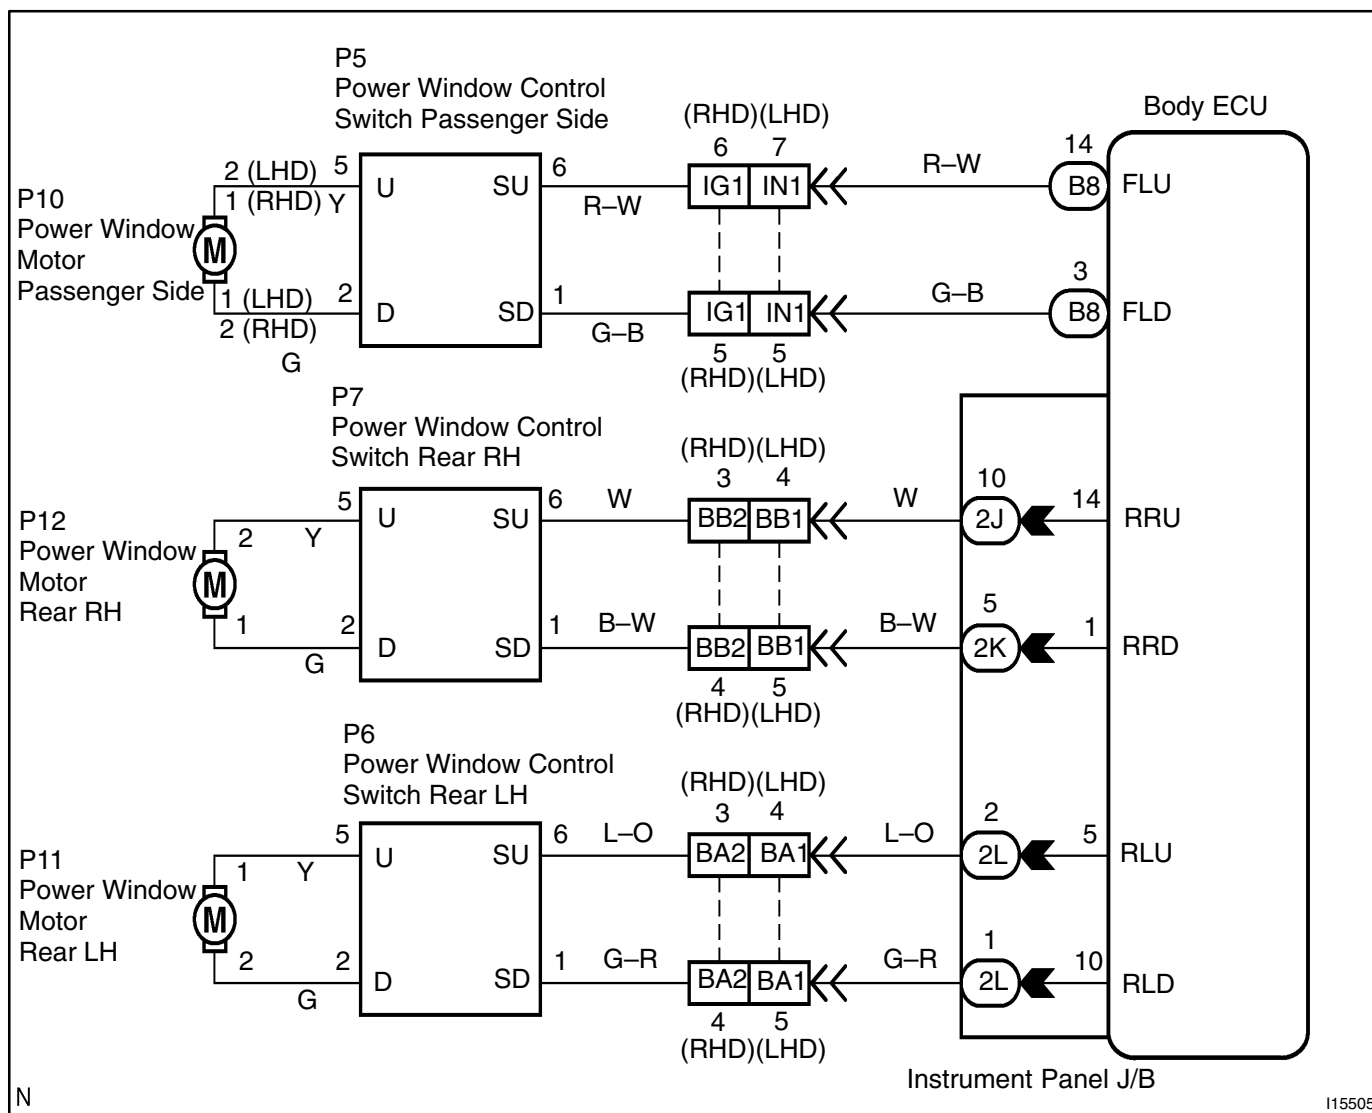 P5
Power Window Control
Switch Passenger Side
(RHD)(LHD)
6 7
Body ECU
P10
Power Window
Motor
Passenger Side
M
2 (LHD)
1 (RHD) Y
5
U
SU
6
R–W
IG1 IN1
R–W
14
B8
FLU
1 (LHD)
2 (RHD)
G
2
D
SD
1
G–B
IG1 IN1
G–B
3
B8
FLD
5 5
(RHD)(LHD)
P7
Power Window Control
Switch Rear RH
(RHD)(LHD)
3 4
P12
Power Window
Motor
Rear RH
M
2
Y
5
U
SU
6
W
BB2 BB1
W
10
2J
14
RRU
1
G
2
D
SD
1
B–W
BB2 BB1
B–W
5
2K
1
RRD
4 5
(RHD)(LHD)
P6
Power Window Control
Switch Rear LH
(RHD)(LHD)
3 4
P11
Power Window
Motor
Rear LH
M
1
Y
5
U
SU
6
L–O
BA2 BA1
L–O
2
2L
5
RLU
2
G
2
D
SD
1
G–R
BA2 BA1
G–R
1
2L
10
RLD
4 5
(RHD)(LHD)
Instrument Panel J/B
N
I15505